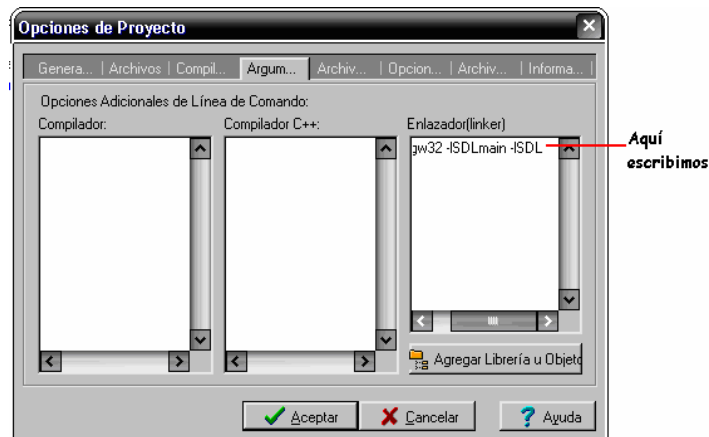 Opciones de Proyecto
Genera... | Archivos | Compil... Argum... Archiv... | Opcion... | Archiv... | Informa... |
Opciones Adicionales de Línea de Comando:
Compilador: Compilador C++: Enlazador(linker)
gw32 -lSDLmain -lSDL
Aquí
escribimos
Agregar Librería u Objeto
Aceptar Cancelar Ayuda